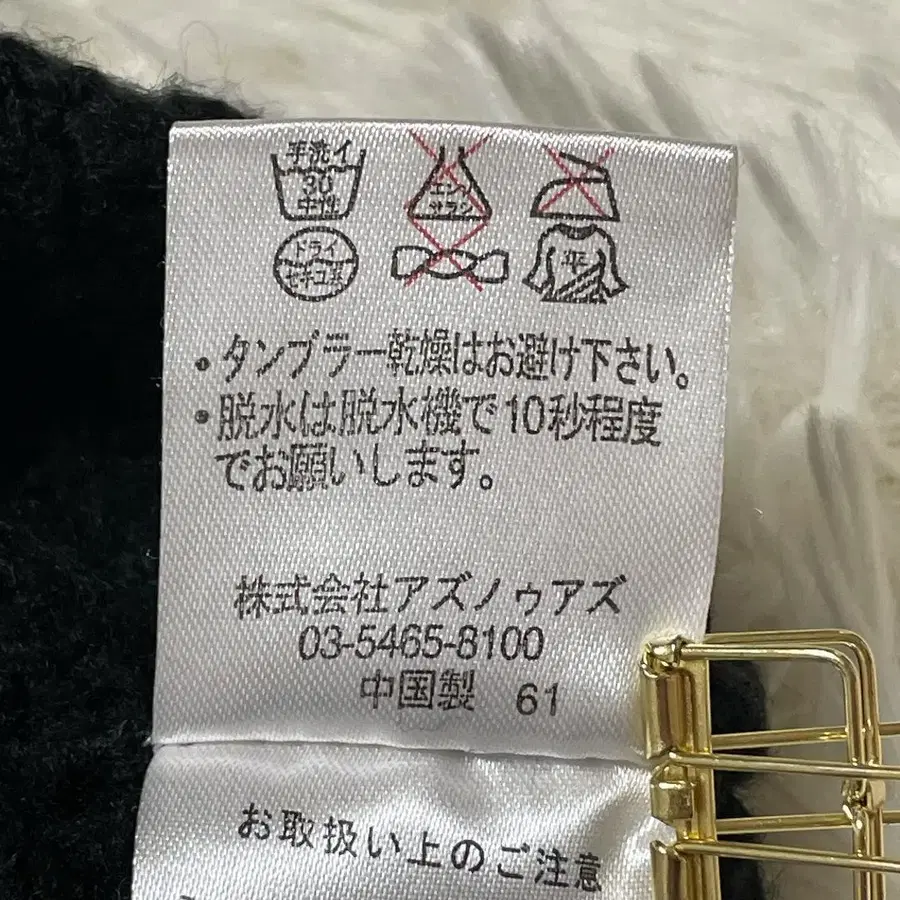 手洗イ
30
中性
エンソ
サラシ
ドライ
セキユ系
平
・タンブラー乾燥はお避け下さい。
・脱水は脱水機で10秒程度
でお願いします。
株式会社アズノゥアズ
03-5465-8100
中国製 61
お取扱い上のご注意